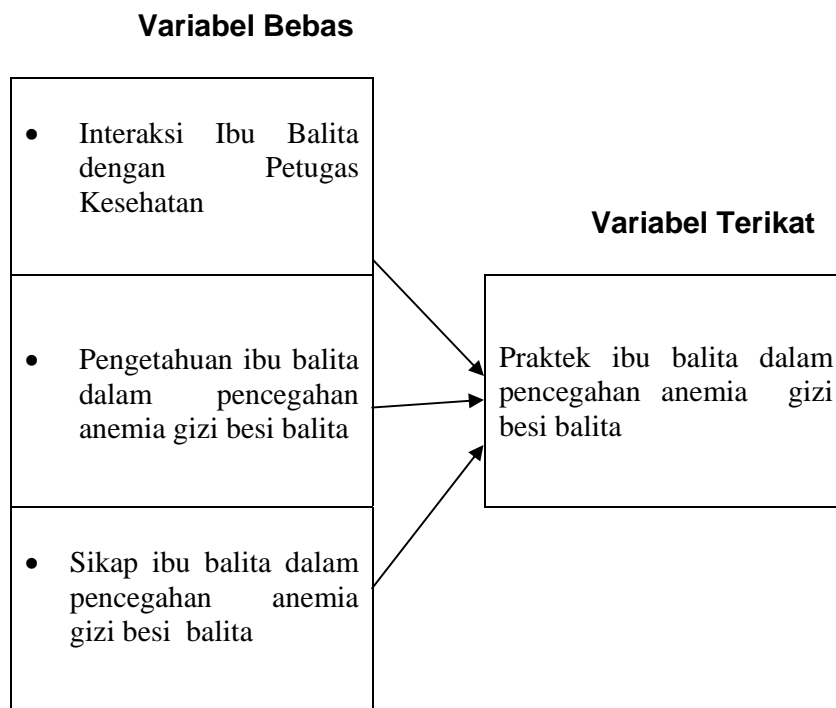 Variabel Bebas
• Interaksi Ibu Balita
dengan Petugas
Kesehatan
• Pengetahuan ibu balita
dalam pencegahan
anemia gizi besi balita
• Sikap ibu balita dalam
pencegahan anemia
gizi besi balita
Variabel Terikat
Praktek ibu balita dalam
pencegahan anemia gizi
besi balita